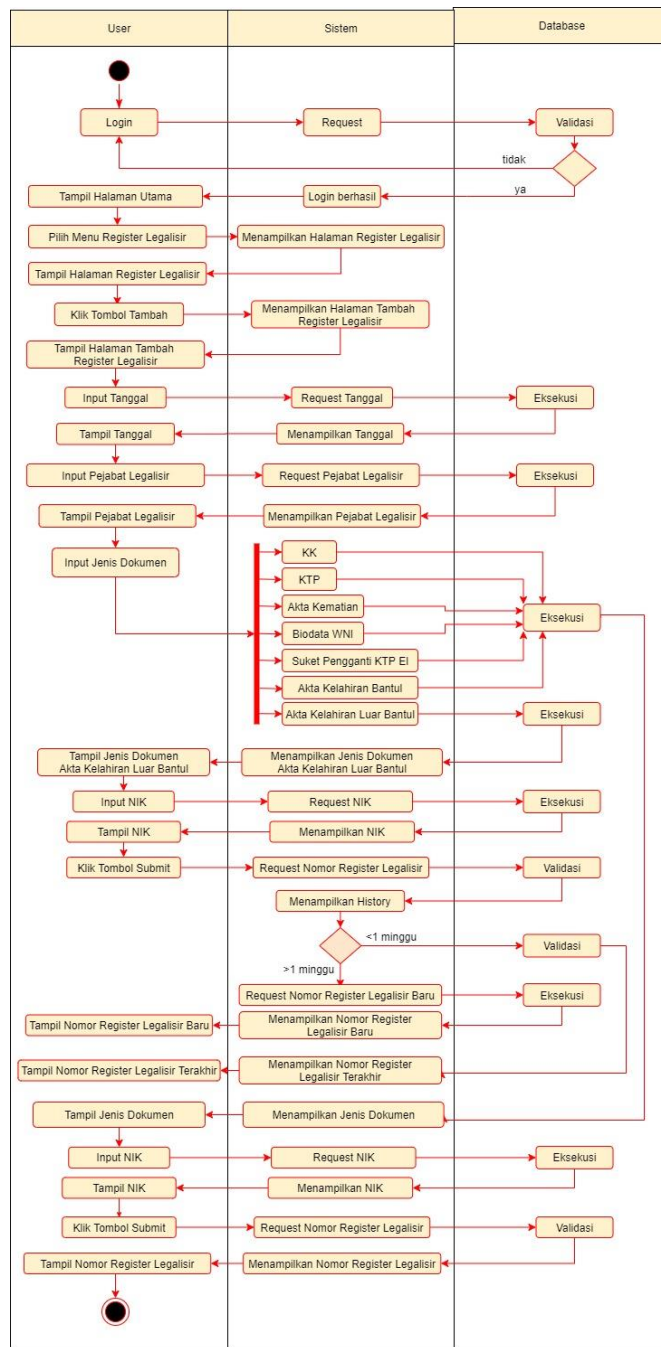 User
Sistem
Database
Login
Request
Validasi
tidak
ya
Tampil Halaman Utama
Login berhasil
Pilih Menu Register Legalisir
Menampilkan Halaman Register Legalisir
Tampil Halaman Register Legalisir
Klik Tombol Tambah
Menampilkan Halaman Tambah
Register Legalisir
Tampil Halaman Tambah
Register Legalisir
Input Tanggal
Request Tanggal
Eksekusi
Tampil Tanggal
Menampilkan Tanggal
Input Pejabat Legalisir
Request Pejabat Legalisir
Eksekusi
Tampil Pejabat Legalisir
Menampilkan Pejabat Legalisir
Input Jenis Dokumen
KK
KTP
Akta Kematian
Eksekusi
Biodata WNI
Suket Pengganti KTP El
Akta Kelahiran Bantul
Akta Kelahiran Luar Bantul
Eksekusi
Tampil Jenis Dokumen
Akta Kelahiran Luar Bantul
Menampilkan Jenis Dokumen
Akta Kelahiran Luar Bantul
Input NIK
Request NIK
Eksekusi
Tampil NIK
Menampilkan NIK
Klik Tombol Submit
Request Nomor Register Legalisir
Validasi
Menampilkan History
<1 minggu
Validasi
>1 minggu
Request Nomor Register Legalisir Baru
Eksekusi
Tampil Nomor Register Legalisir Baru
Menampilkan Nomor Register
Legalisir Baru
Tampil Nomor Register Legalisir Terakhir
Menampilkan Nomor Register
Legalisir Terakhir
Tampil Jenis Dokumen
Menampilkan Jenis Dokumen
Input NIK
Request NIK
Eksekusi
Tampil NIK
Menampilkan NIK
Klik Tombol Submit
Request Nomor Register Legalisir
Validasi
Tampil Nomor Register Legalisir
Menampilkan Nomor Register Legalisir